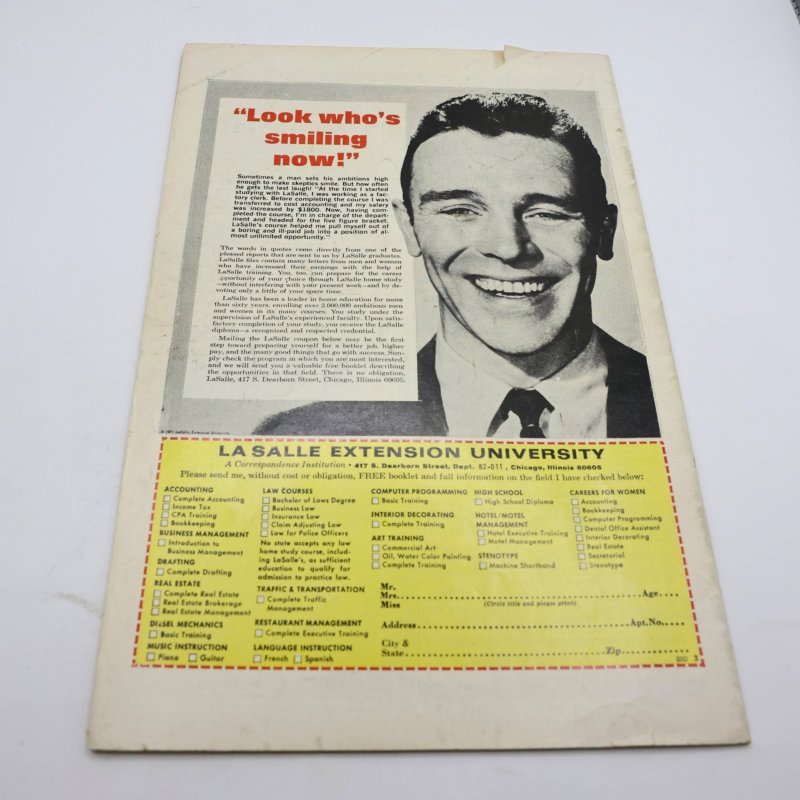 “Look who's
smiling
now!”
Sometimes a man sets his ambitions high
enough to make skeptics smile. But how often
he gets the last laugh! “At the time I started
studying with LaSalle, I was working as a fac-
tory clerk. Before completing the course I was
transferred to cost accounting and my salary
was increased by $1800. Now, having com-
pleted the course, I'm in charge of the depart-
ment and headed for the five figure bracket.
LaSalle's course helped me pull myself out of
a boring and ill-paid job into a position of al-
most unlimited opportunity.”
The words in quotes come directly from one of the
pleased reports that are sent to us by LaSalle graduates.
LaSalle files contain many letters from men and women
who have increased their earnings with the help of
LaSalle training. You, too, can prepare for the career
opportunity of your choice through LaSalle home study
—without interfering with your present work—and by de-
voting only a little of your spare time.
LaSalle has been a leader in home education for more
than sixty years, enrolling over 2,000,000 ambitious men
and women in its many courses. You study under the
supervision of LaSalle's experienced faculty. Upon satis-
factory completion of your study, you receive the LaSalle
diploma—a recognized and respected credential.
Mailing the LaSalle coupon below may be the first
step toward preparing yourself for a better job, higher
pay, and the many good things that go with success. Sim-
ply check the program in which you are most interested,
and we will send you a valuable free booklet describing
the opportunities in that field. There is no obligation.
LaSalle, 417 S. Dearborn Street, Chicago, Illinois 60605.
LaSalle Extension University
LA SALLE EXTENSION UNIVERSITY
A Correspondence Institution • 417 S. Dearborn Street, Dept. 82-011, Chicago, Illinois 60605
Please send me, without cost or obligation, FREE booklet and full information on the field I have checked below:
ACCOUNTING
Complete Accounting
Income Tax
CPA Training
Bookkeeping
BUSINESS MANAGEMENT
Introduction to
Business Management
DRAFTING
Complete Drafting
REAL ESTATE
Complete Real Estate
Real Estate Brokerage
Real Estate Management
DIESEL MECHANICS
Basic Training
MUSIC INSTRUCTION
Piano Guitar
LAW COURSES
Bachelor of Laws Degree
Business Law
Insurance Law
Claim Adjusting Law
Law for Police Officers
No state accepts any law
home study course, includ-
ing LaSalle's, as sufficient
education to qualify for
admission to practice law.
TRAFFIC & TRANSPORTATION
Complete Traffic
Management
RESTAURANT MANAGEMENT
Complete Executive Training
LANGUAGE INSTRUCTION
French Spanish
COMPUTER PROGRAMMING
Basic Training
INTERIOR DECORATING
Complete Training
ART TRAINING
Commercial Art
Oil, Water Color Painting
Complete Training
HIGH SCHOOL
High School Diploma
HOTEL/MOTEL
MANAGEMENT
Hotel Executive Training
Motel Management
STENOTYPE
Machine Shorthand
CAREERS FOR WOMEN
Accounting
Bookkeeping
Computer Programming
Dental Office Assistant
Interior Decorating
Real Estate
Secretarial
Stenotype
Mr.
Mrs. Age
Miss (Circle title and please print)
Address Apt. No.
City &
State Zip